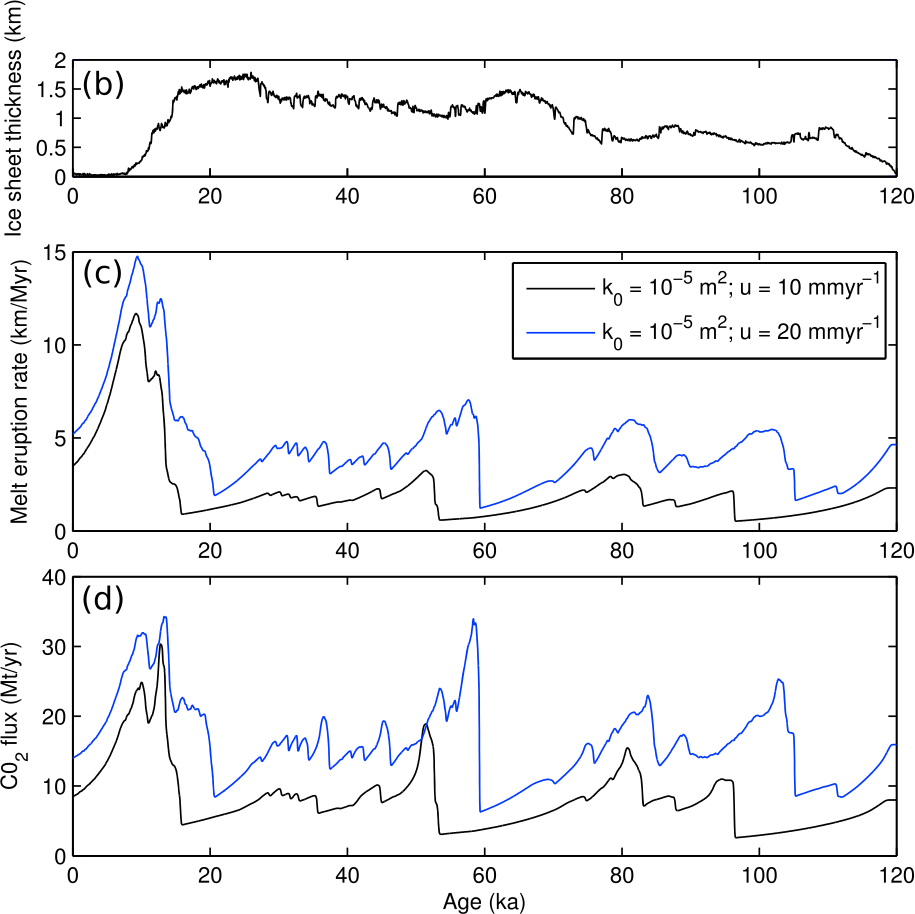 Ice sheet thickness (km)
(b)
2
1.5
1
0.5
0
0 20 40 60 80 100 120
Melt eruption rate (km/Myr)
(c)
15
10
5
0
k₀ = 10⁻⁵ m²; u = 10 mmyr⁻¹
k₀ = 10⁻⁵ m²; u = 20 mmyr⁻¹
0 20 40 60 80 100 120
C0₂ flux (Mt/yr)
(d)
40
30
20
10
0
0 20 40 60 80 100 120
Age (ka)